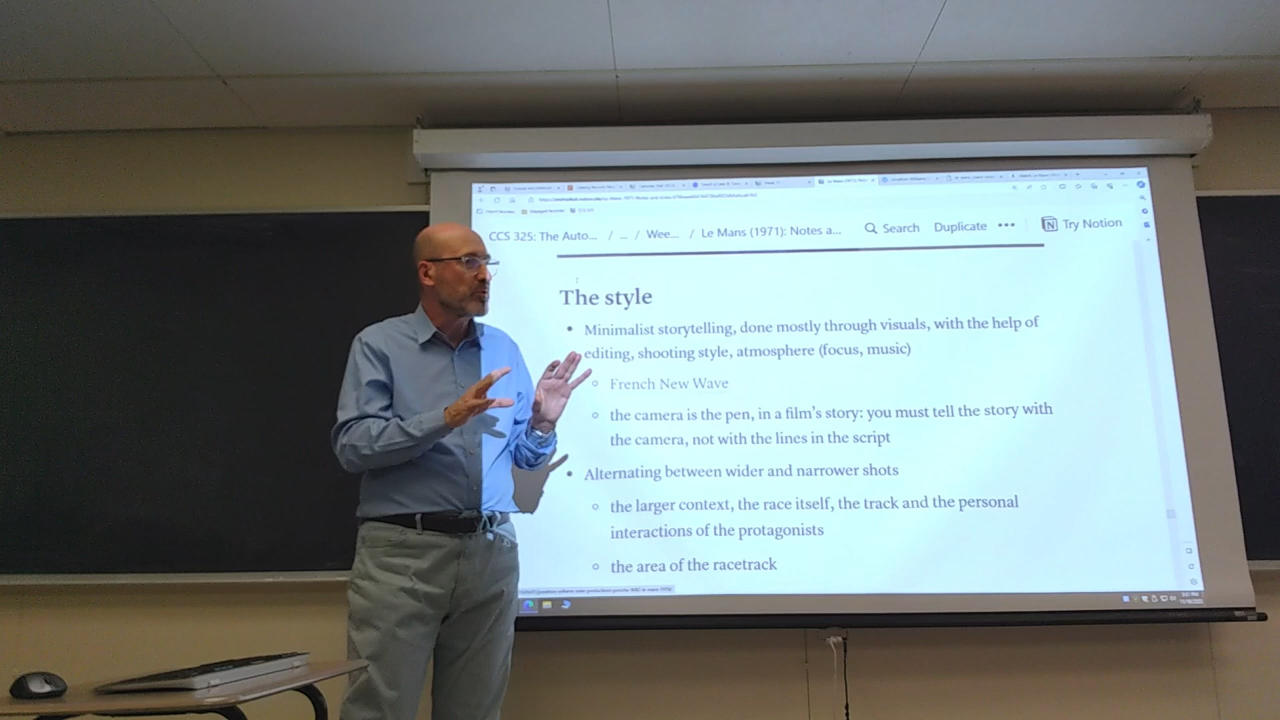 CCS 325: The Auto... / ... / Wee... / Le Mans (1971): Notes a... Search Duplicate ••• Try Notion
The style
• Minimalist storytelling, done mostly through visuals, with the help of
editing, shooting style, atmosphere (focus, music)
◦ French New Wave
◦ the camera is the pen, in a film's story: you must tell the story with
the camera, not with the lines in the script
• Alternating between wider and narrower shots
◦ the larger context, the race itself, the track and the personal
interactions of the protagonists
◦ the area of the racetrack